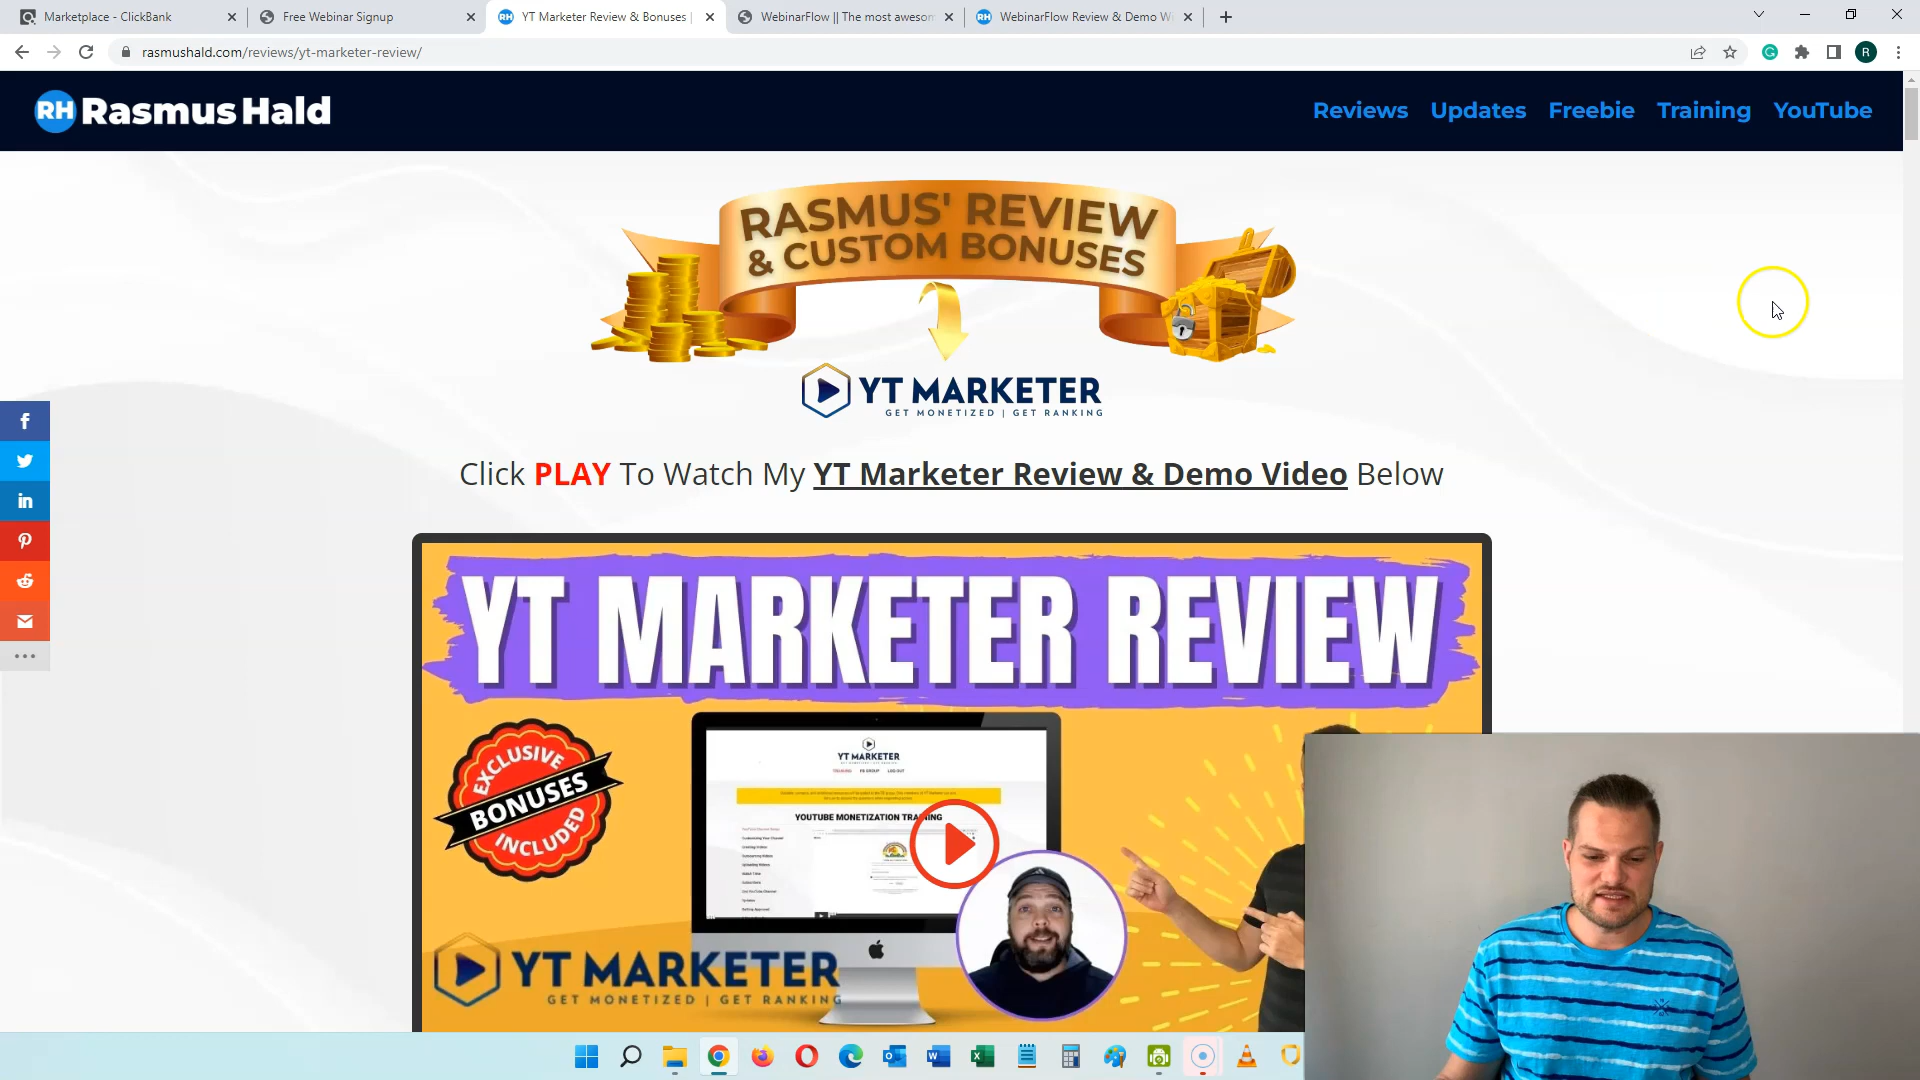 Marketplace - ClickBank
Free Webinar Signup
YT Marketer Review & Bonuses |
WebinarFlow || The most awesom
WebinarFlow Review & Demo Wi
rasmushald.com/reviews/yt-marketer-review/
R
RH Rasmus Hald
Reviews Updates Freebie Training YouTube
RASMUS' REVIEW
& CUSTOM BONUSES
YT MARKETER
GET MONETIZED | GET RANKING
Click PLAY To Watch My YT Marketer Review & Demo Video Below
YT MARKETER REVIEW
EXCLUSIVE
BONUSES
INCLUDED
YT MARKETER
YOUTUBE MONETIZATION TRAINING
YT MARKETER
GET MONETIZED | GET RANKING